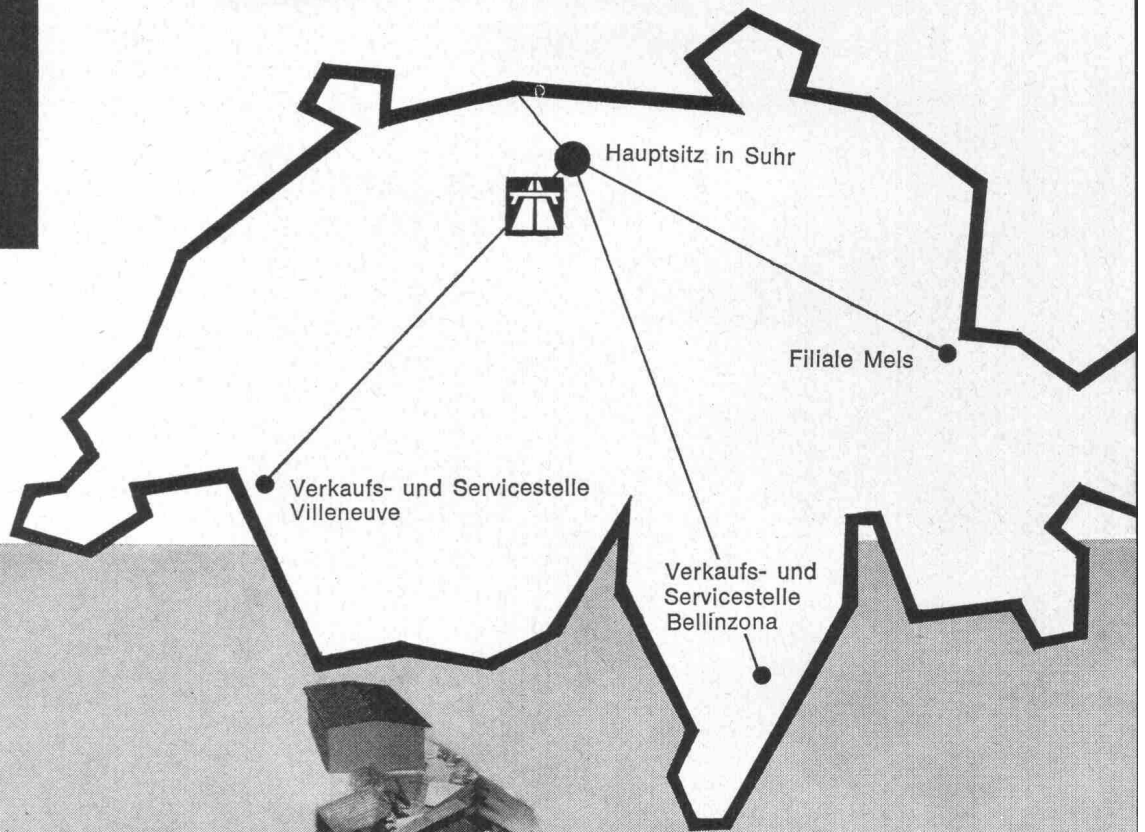 Hauptsitz in Suhr
Filiale Mels
Verkaufs- und Servicestelle
Villeneuve
Verkaufs- und
Servicestelle
Bellinzona